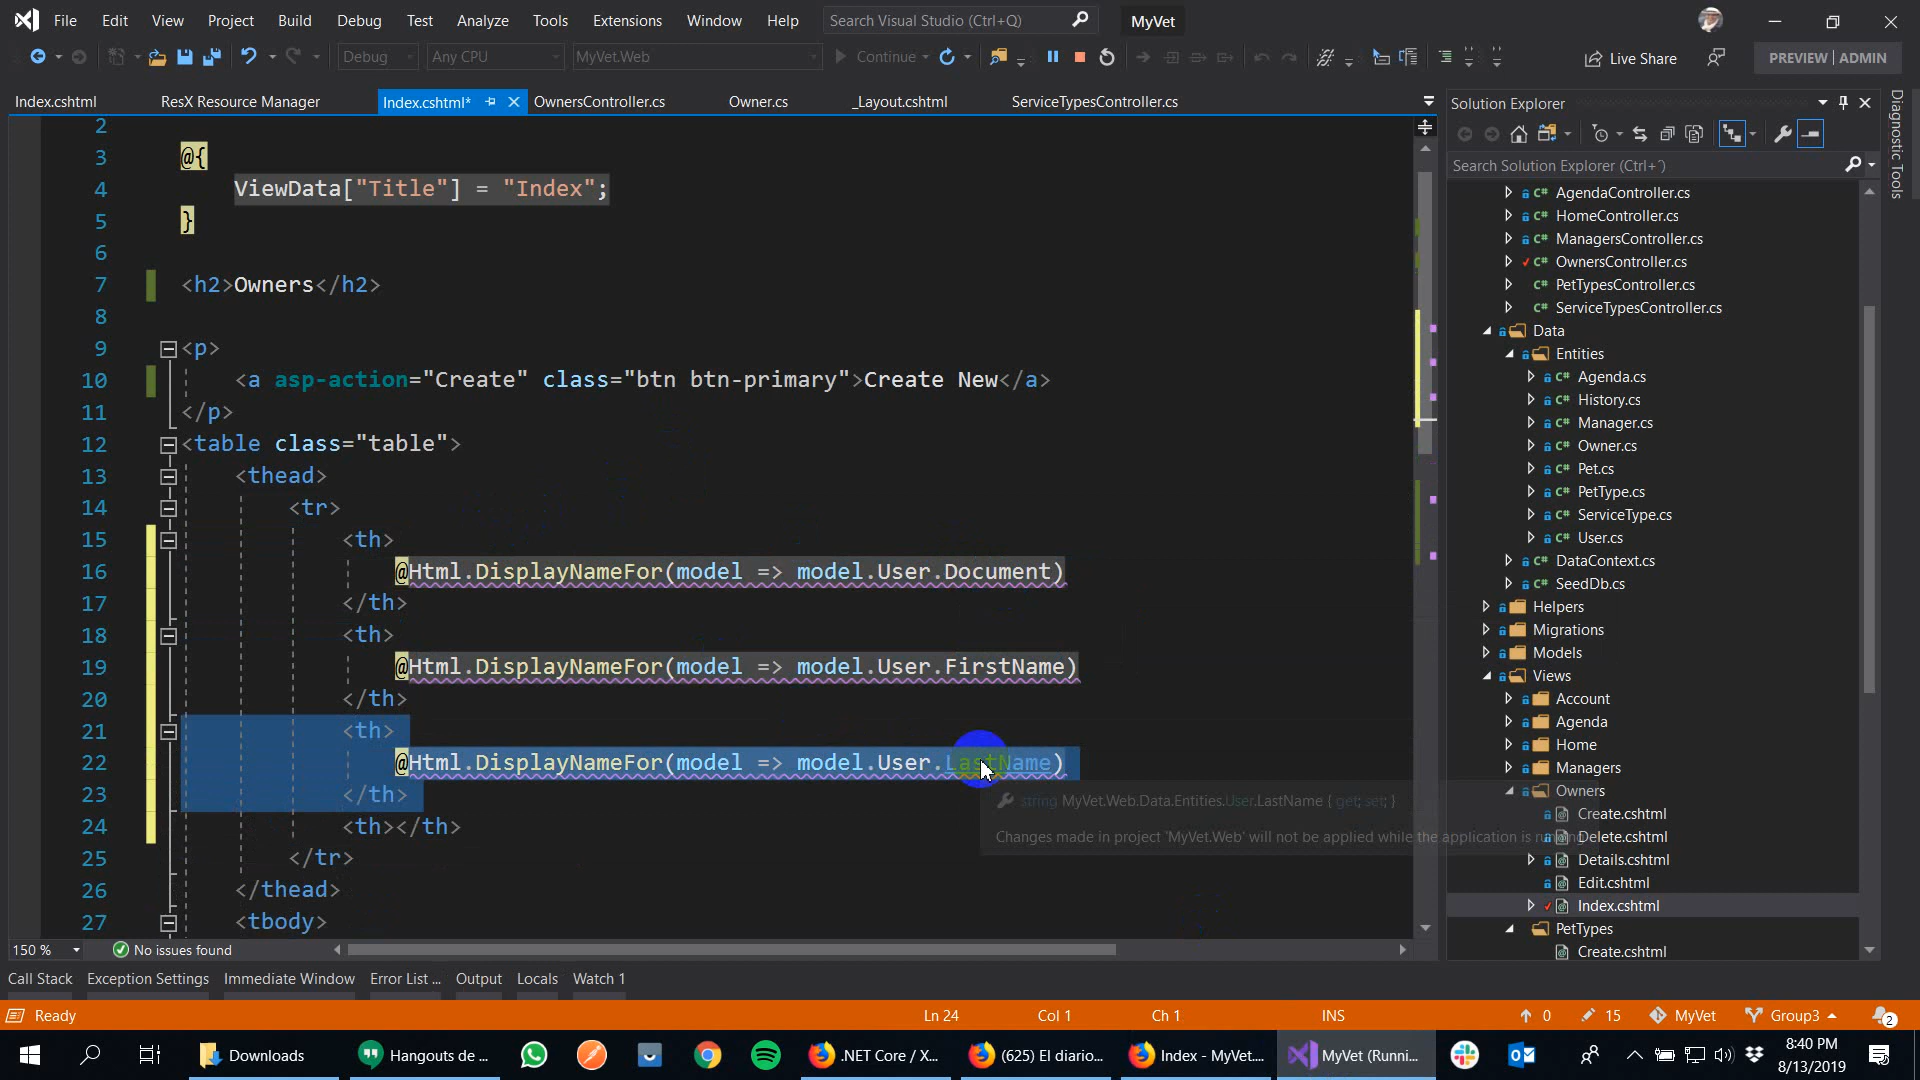 File Edit View Project Build Debug Test Analyze Tools Extensions Window Help Search Visual Studio (Ctrl+Q) MyVet
Debug Any CPU MyVet.Web Continue Live Share PREVIEW | ADMIN
Index.cshtml ResX Resource Manager Index.cshtml* OwnersController.cs Owner.cs _Layout.cshtml ServiceTypesController.cs
2
3 @{
4 ViewData["Title"] = "Index";
5 }
6
7 <h2>Owners</h2>
8
9 <p>
10 <a asp-action="Create" class="btn btn-primary">Create New</a>
11 </p>
12 <table class="table">
13 <thead>
14 <tr>
15 <th>
16 @Html.DisplayNameFor(model => model.User.Document)
17 </th>
18 <th>
19 @Html.DisplayNameFor(model => model.User.FirstName)
20 </th>
21 <th>
22 @Html.DisplayNameFor(model => model.User.LastName)
23 </th>
24 <th></th>
25 </tr>
26 </thead>
27 <tbody>
string MyVet.Web.Data.Entities.User.LastName { get; set; }
Changes made in project 'MyVet.Web' will not be applied while the application is
150 % No issues found
Solution Explorer
Search Solution Explorer (Ctrl+´)
AgendaController.cs
HomeController.cs
ManagersController.cs
OwnersController.cs
PetTypesController.cs
ServiceTypesController.cs
Data
Entities
Agenda.cs
History.cs
Manager.cs
Owner.cs
Pet.cs
PetType.cs
ServiceType.cs
User.cs
DataContext.cs
SeedDb.cs
Helpers
Migrations
Models
Views
Account
Agenda
Home
Managers
Owners
Create.cshtml
Delete.cshtml
Details.cshtml
Edit.cshtml
Index.cshtml
PetTypes
Create.cshtml
Diagnostic Tools
Call Stack Exception Settings Immediate Window Error List ... Output Locals Watch 1
Ready Ln 24 Col 1 Ch 1 INS 0 15 MyVet Group3 2
Downloads Hangouts de ... .NET Core / X... (625) El diario... Index - MyVet... MyVet (Runni... 8:40 PM
8/13/2019